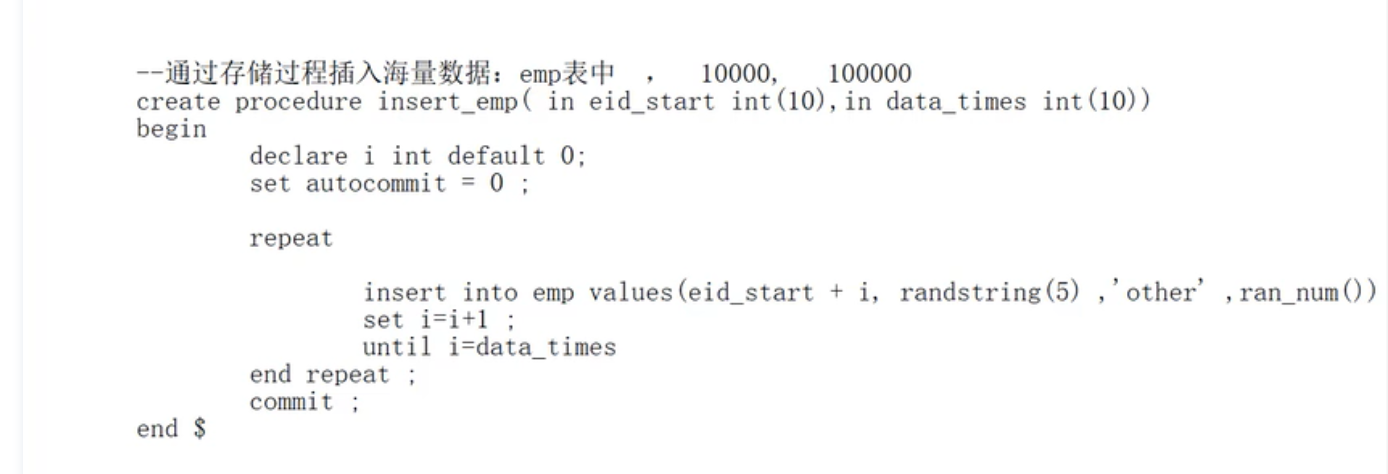 --通过存储过程插入海量数据：emp表中 ， 10000, 100000
create procedure insert_emp( in eid_start int(10),in data_times int(10))
begin
declare i int default 0;
set autocommit = 0 ;
repeat
insert into emp values(eid_start + i, randstring(5) ,'other' ,ran_num())
set i=i+1 ;
until i=data_times
end repeat ;
commit ;
end $